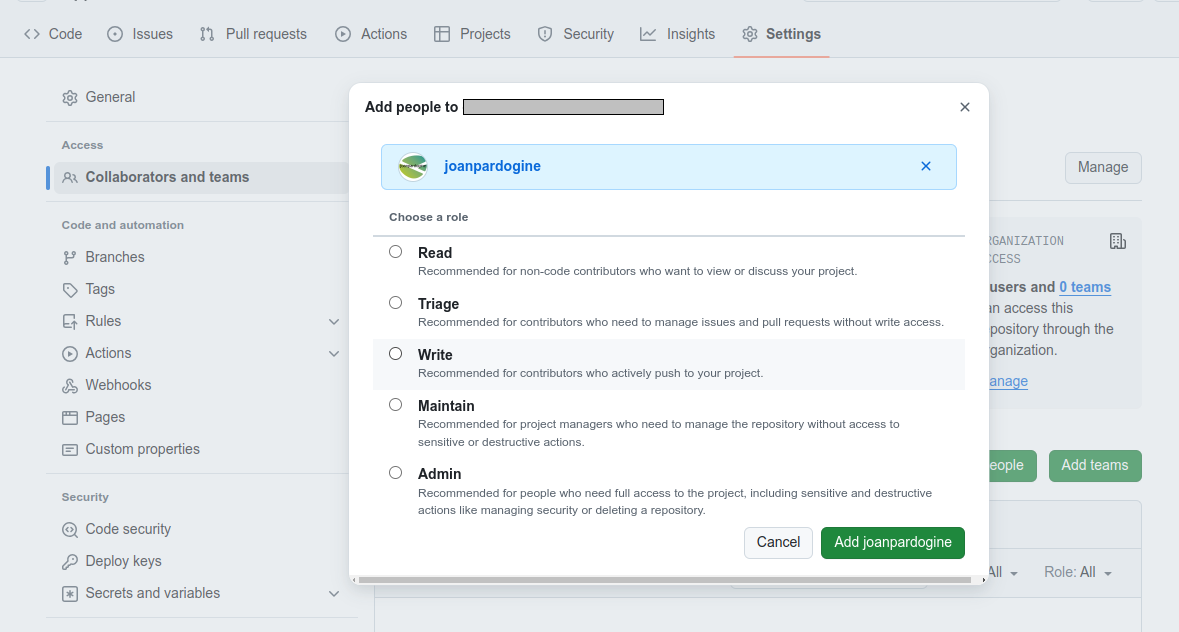 Code
Issues
Pull requests
Actions
Projects
Security
Insights
Settings
General
Access
Collaborators and teams
Code and automation
Branches
Tags
Rules
Actions
Webhooks
Pages
Custom properties
Security
Code security
Deploy keys
Secrets and variables
Add people to
joanpardogine
Choose a role
Read
Recommended for non-code contributors who want to view or discuss your project.
Triage
Recommended for contributors who need to manage issues and pull requests without write access.
Write
Recommended for contributors who actively push to your project.
Maintain
Recommended for project managers who need to manage the repository without access to
sensitive or destructive actions.
Admin
Recommended for people who need full access to the project, including sensitive and destructive
actions like managing security or deleting a repository.
Cancel
Add joanpardogine
Manage
RGANIZATION
CCESS
users and 0 teams
an access this
pository through the
ganization.
anage
eople
Add teams
All
Role: All